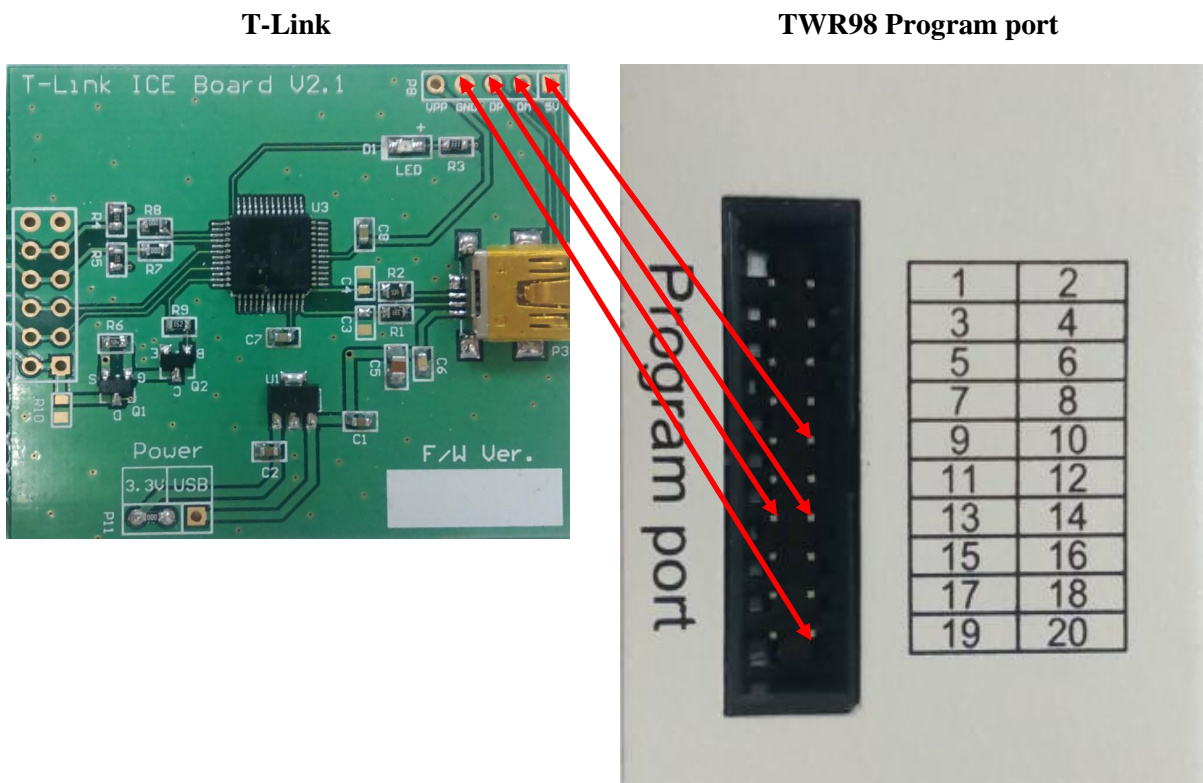 T-Link
TWR98 Program port
T-Link ICE Board V2.1
P8
VPP GND DP DM 5V
+
D1
LED
R3
U3
R4
R8
R5
R7
C8
C4
R2
C3
R1
R9
C7
R6
B
E
C
Q2
S
G
D
Q1
R10
U1
C5
C6
P3
C1
C2
Power
3.3V USB
P11
000
F/W Ver.
Program port
1 2
3 4
5 6
7 8
9 10
11 12
13 14
15 16
17 18
19 20